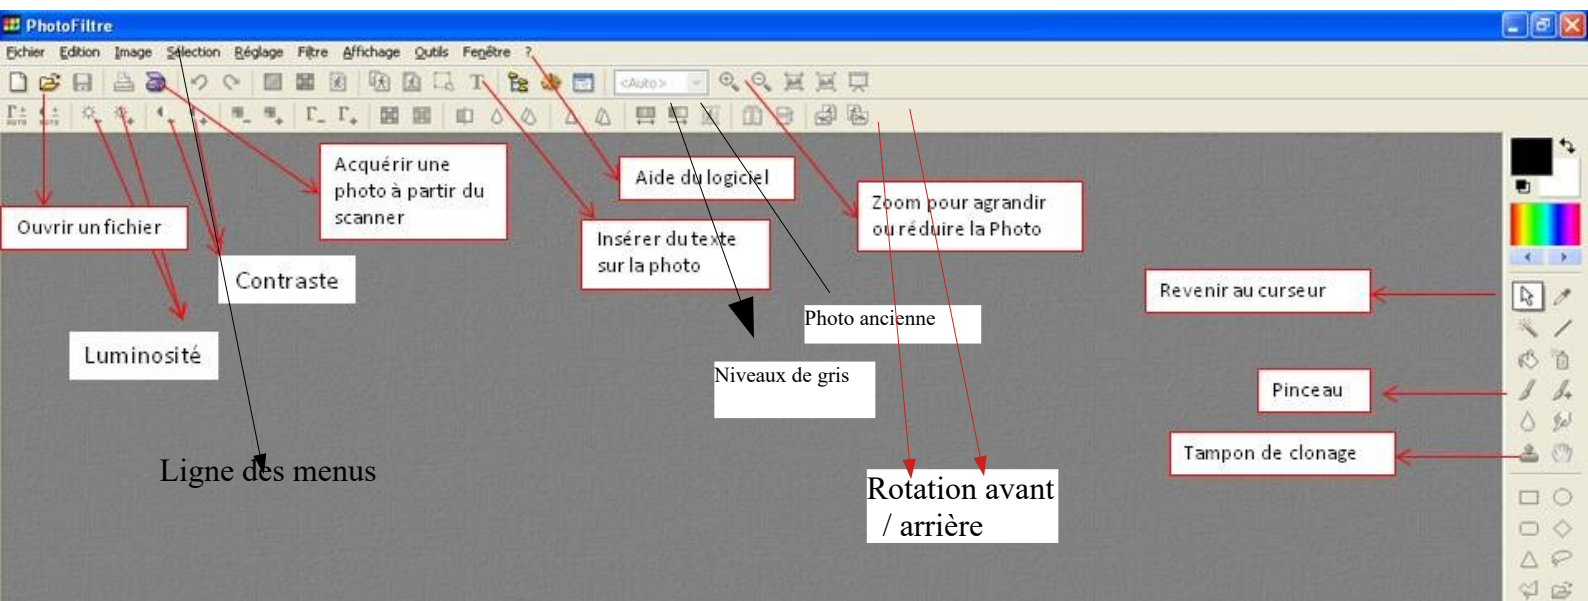 PhotoFiltre
Fichier Edition Image Sélection Réglage Filtre Affichage Outils Fenêtre ?
T <Auto>
Acquérir une
photo à partir du
scanner
Aide du logiciel
Ouvrir un fichier
Insérer du texte
sur la photo
Zoom pour agrandir
ou réduire la Photo
Contraste
Revenir au curseur
Photo ancienne
Luminosité
Niveaux de gris
Pinceau
Tampon de clonage
Ligne des menus
Rotation avant
/ arrière